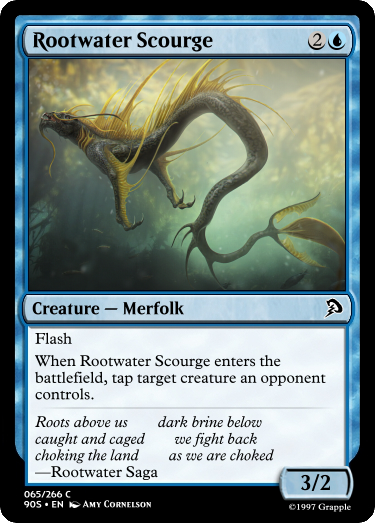 Rootwater Scourge 2
Creature — Merfolk
Flash
When Rootwater Scourge enters the
battlefield, tap target creature an opponent
controls.
Roots above us dark brine below
caught and caged we fight back
choking the land as we are choked
—Rootwater Saga
3/2
065/266 C
90S • EN Amy Cornelson
©1997 Grapple